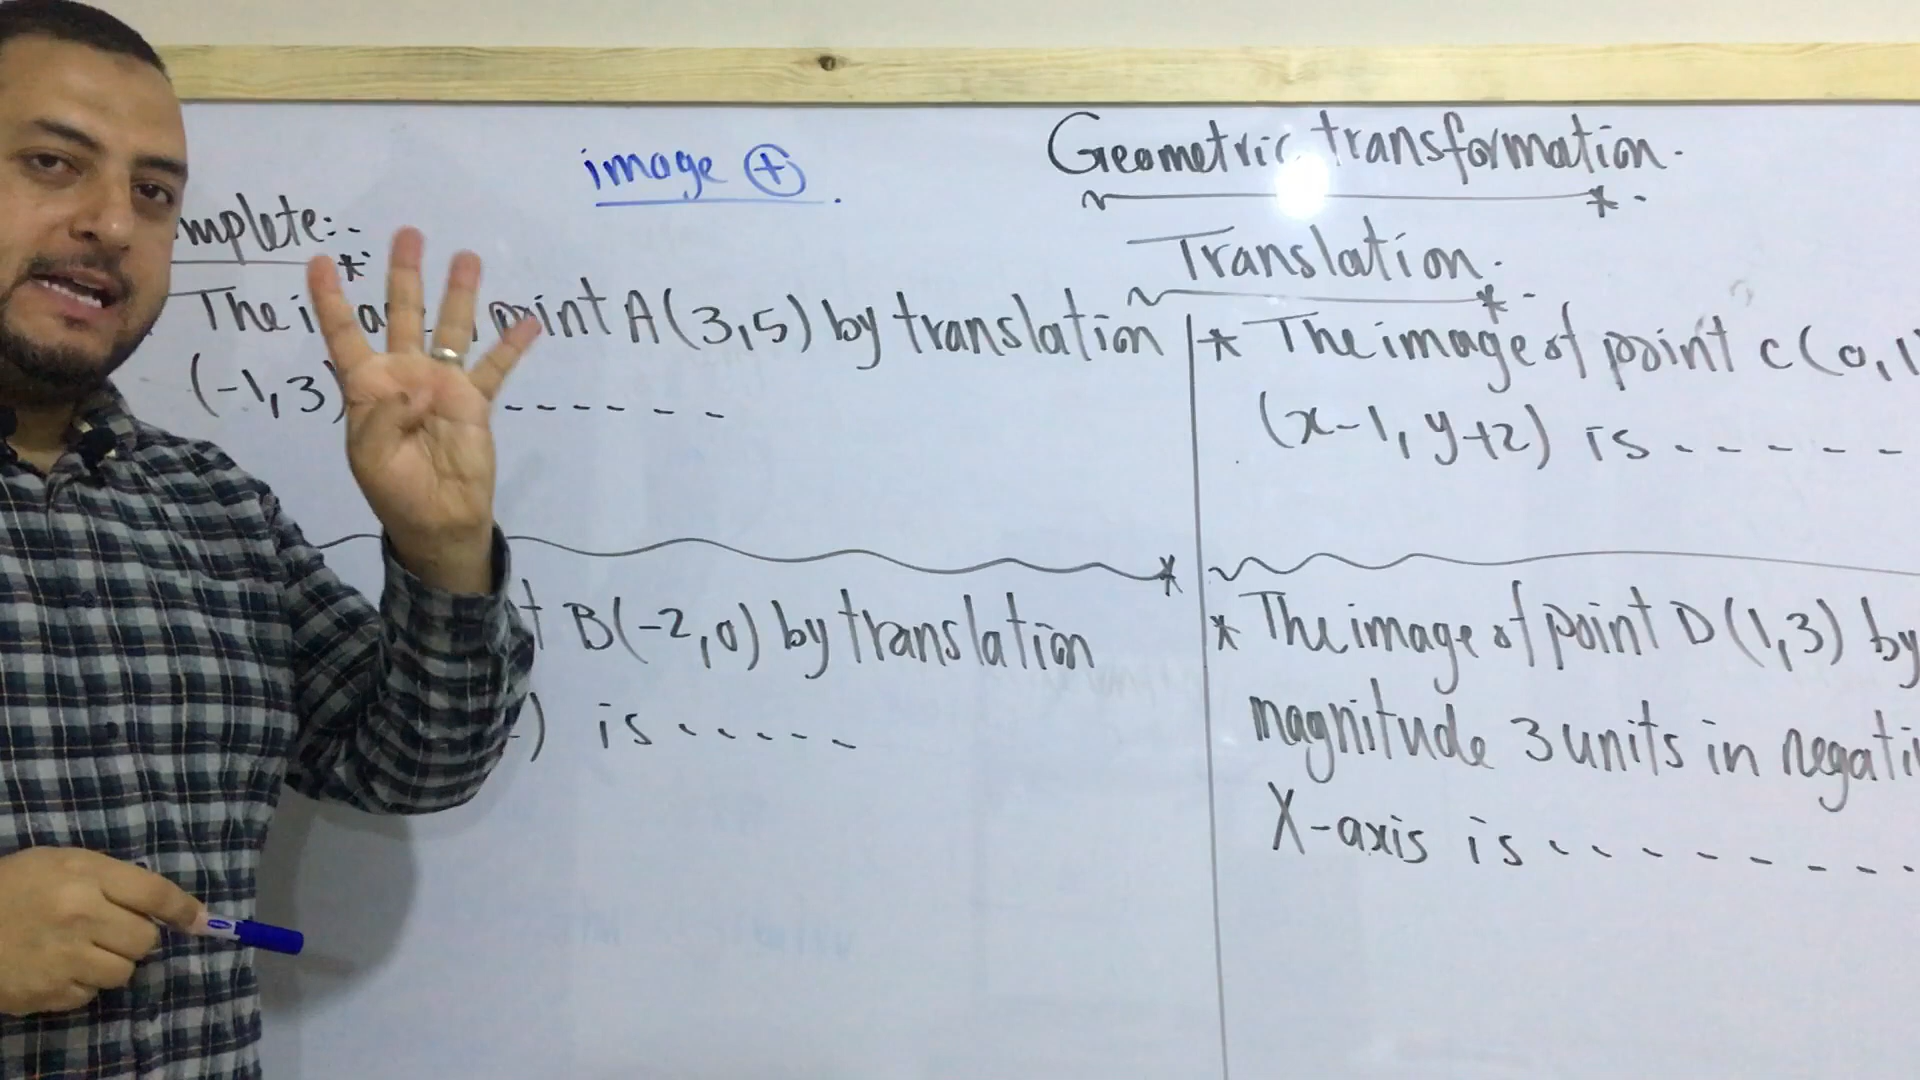 image +
Geometric transformation.
Translation.
mplete:-
The point A(3,5) by translation
(-1,3) ------
B(-2,0) by translation
) is .....
* The image of point C(0,1
(x-1, y+2) is -----
* The image of point D(1,3) by
magnitude 3 units in negati
X-axis is ........